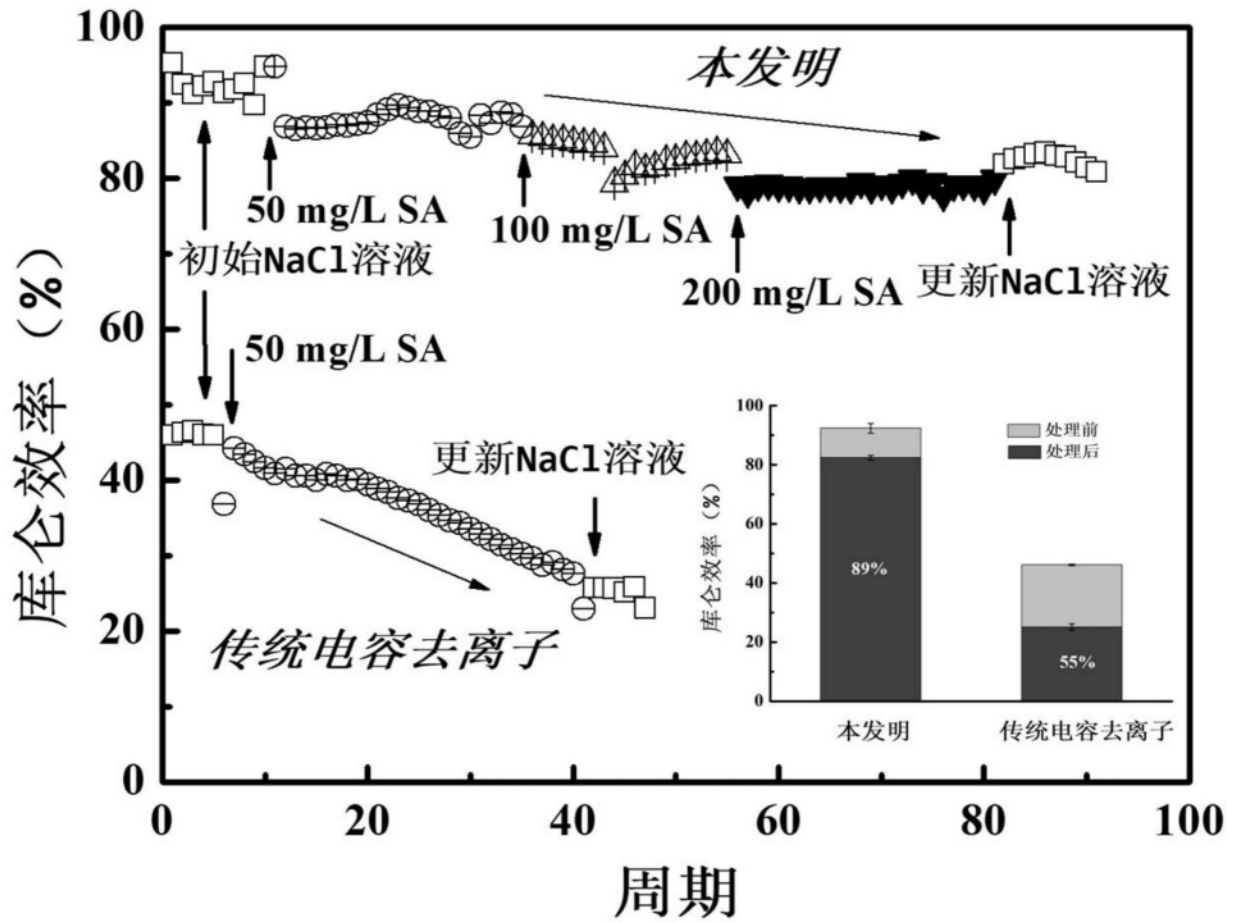 100
80
60
40
20
0
库仑效率（%）
本发明
50 mg/L SA
100 mg/L SA
初始NaCl溶液
200 mg/L SA
更新NaCl溶液
50 mg/L SA
更新NaCl溶液
传统电容去离子
100
80
60
40
20
0
库仑效率（%）
处理前
处理后
89%
55%
本发明
传统电容去离子
0
20
40
60
80
100
周期